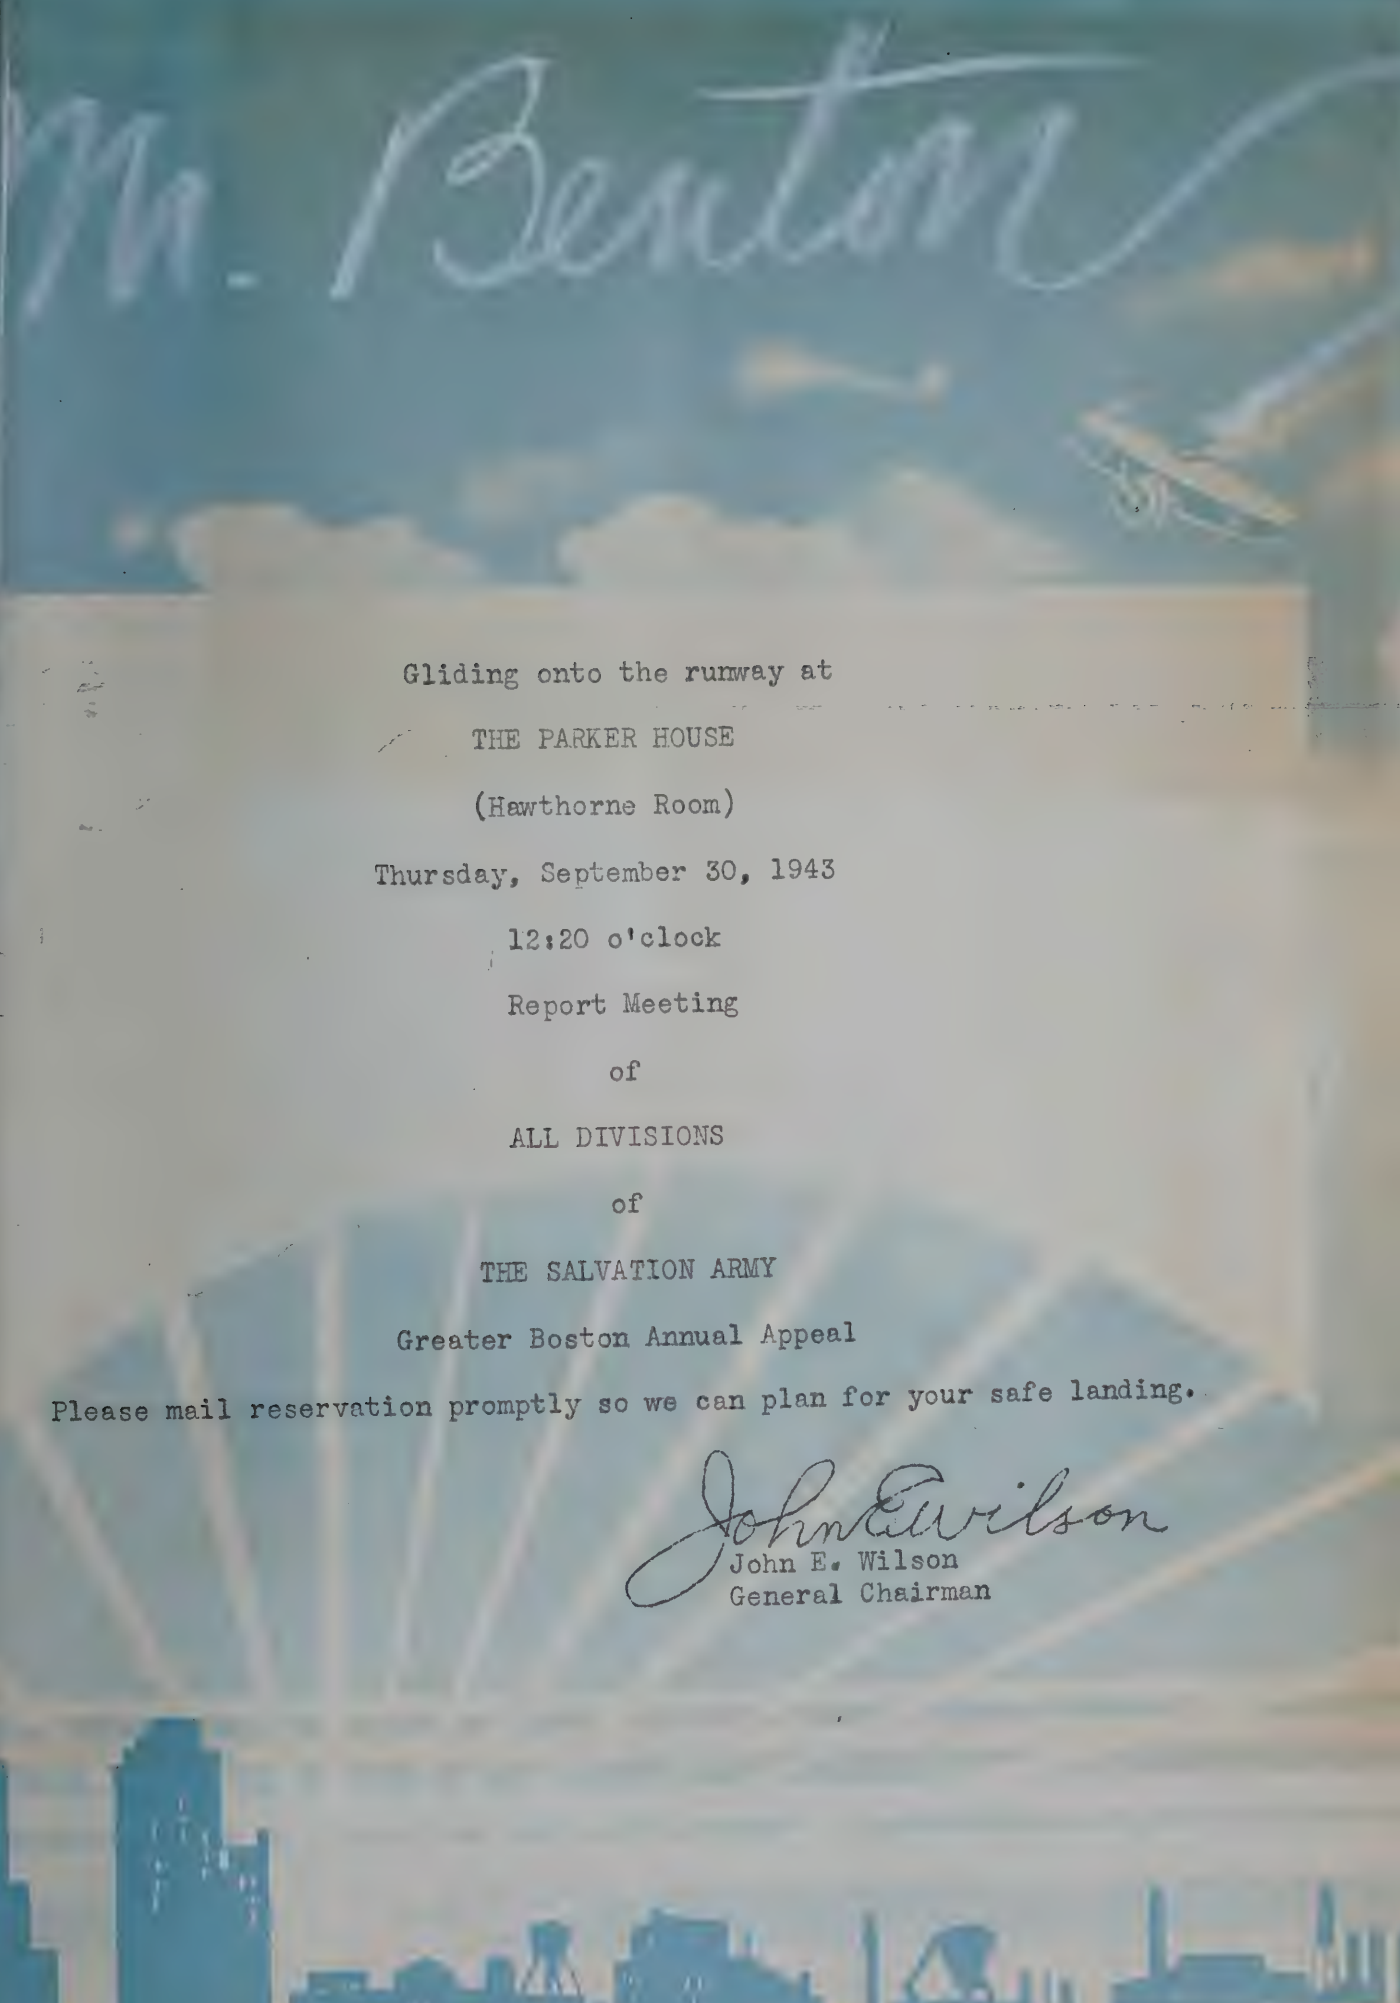 M. Benton
Gliding onto the runway at
THE PARKER HOUSE
(Hawthorne Room)
Thursday, September 30, 1943
12:20 o'clock
Report Meeting
of
ALL DIVISIONS
of
THE SALVATION ARMY
Greater Boston Annual Appeal
Please mail reservation promptly so we can plan for your safe landing.
John E Wilson
John E. Wilson
General Chairman